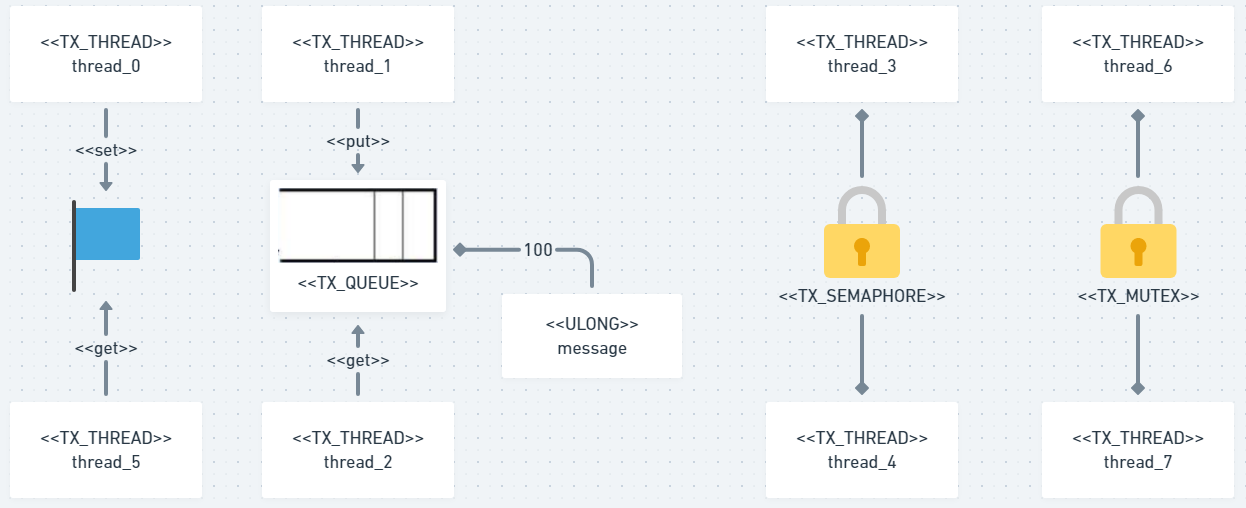 <<TX_THREAD>>
thread_0
<<TX_THREAD>>
thread_1
<<TX_THREAD>>
thread_3
<<TX_THREAD>>
thread_6
<<set>>
<<put>>
100
<<TX_QUEUE>>
<<TX_SEMAPHORE>>
<<TX_MUTEX>>
<<ULONG>>
message
<<get>>
<<get>>
<<TX_THREAD>>
thread_5
<<TX_THREAD>>
thread_2
<<TX_THREAD>>
thread_4
<<TX_THREAD>>
thread_7